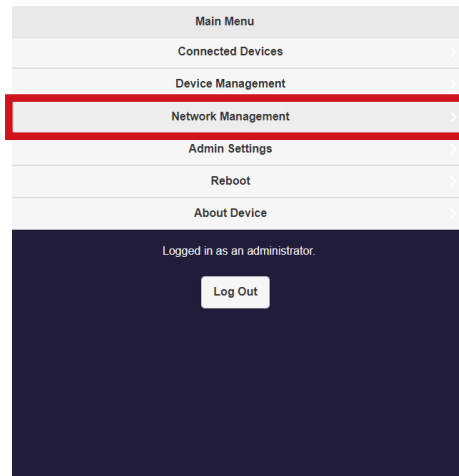 Main Menu
Connected Devices
Device Management
Network Management
Admin Settings
Reboot
About Device
Logged in as an administrator.
Log Out